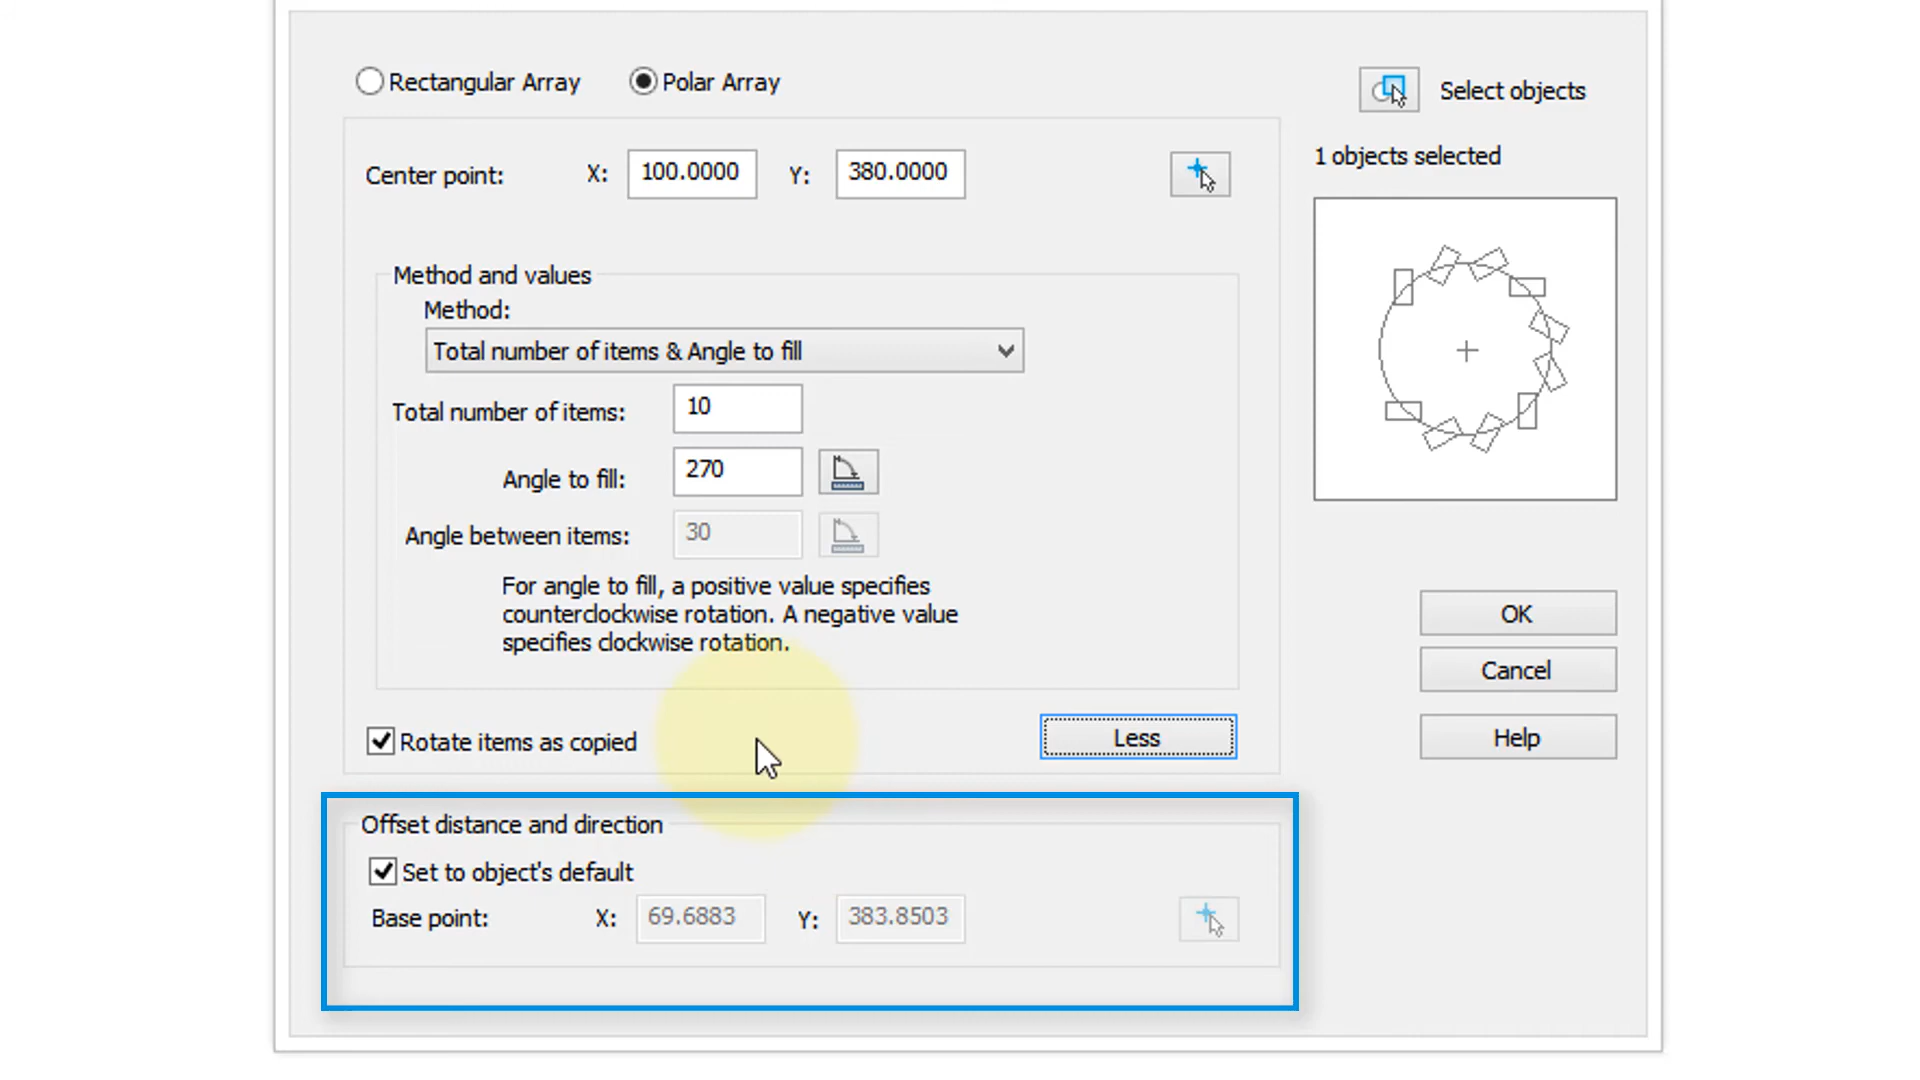 Rectangular Array Polar Array Select objects
1 objects selected
Center point: X: 100.0000 Y: 380.0000
Method and values
Method:
Total number of items & Angle to fill
Total number of items: 10
Angle to fill: 270
Angle between items: 30
For angle to fill, a positive value specifies
counterclockwise rotation. A negative value
specifies clockwise rotation.
OK
Cancel
Rotate items as copied Less Help
Offset distance and direction
Set to object's default
Base point: X: 69.6883 Y: 383.8503